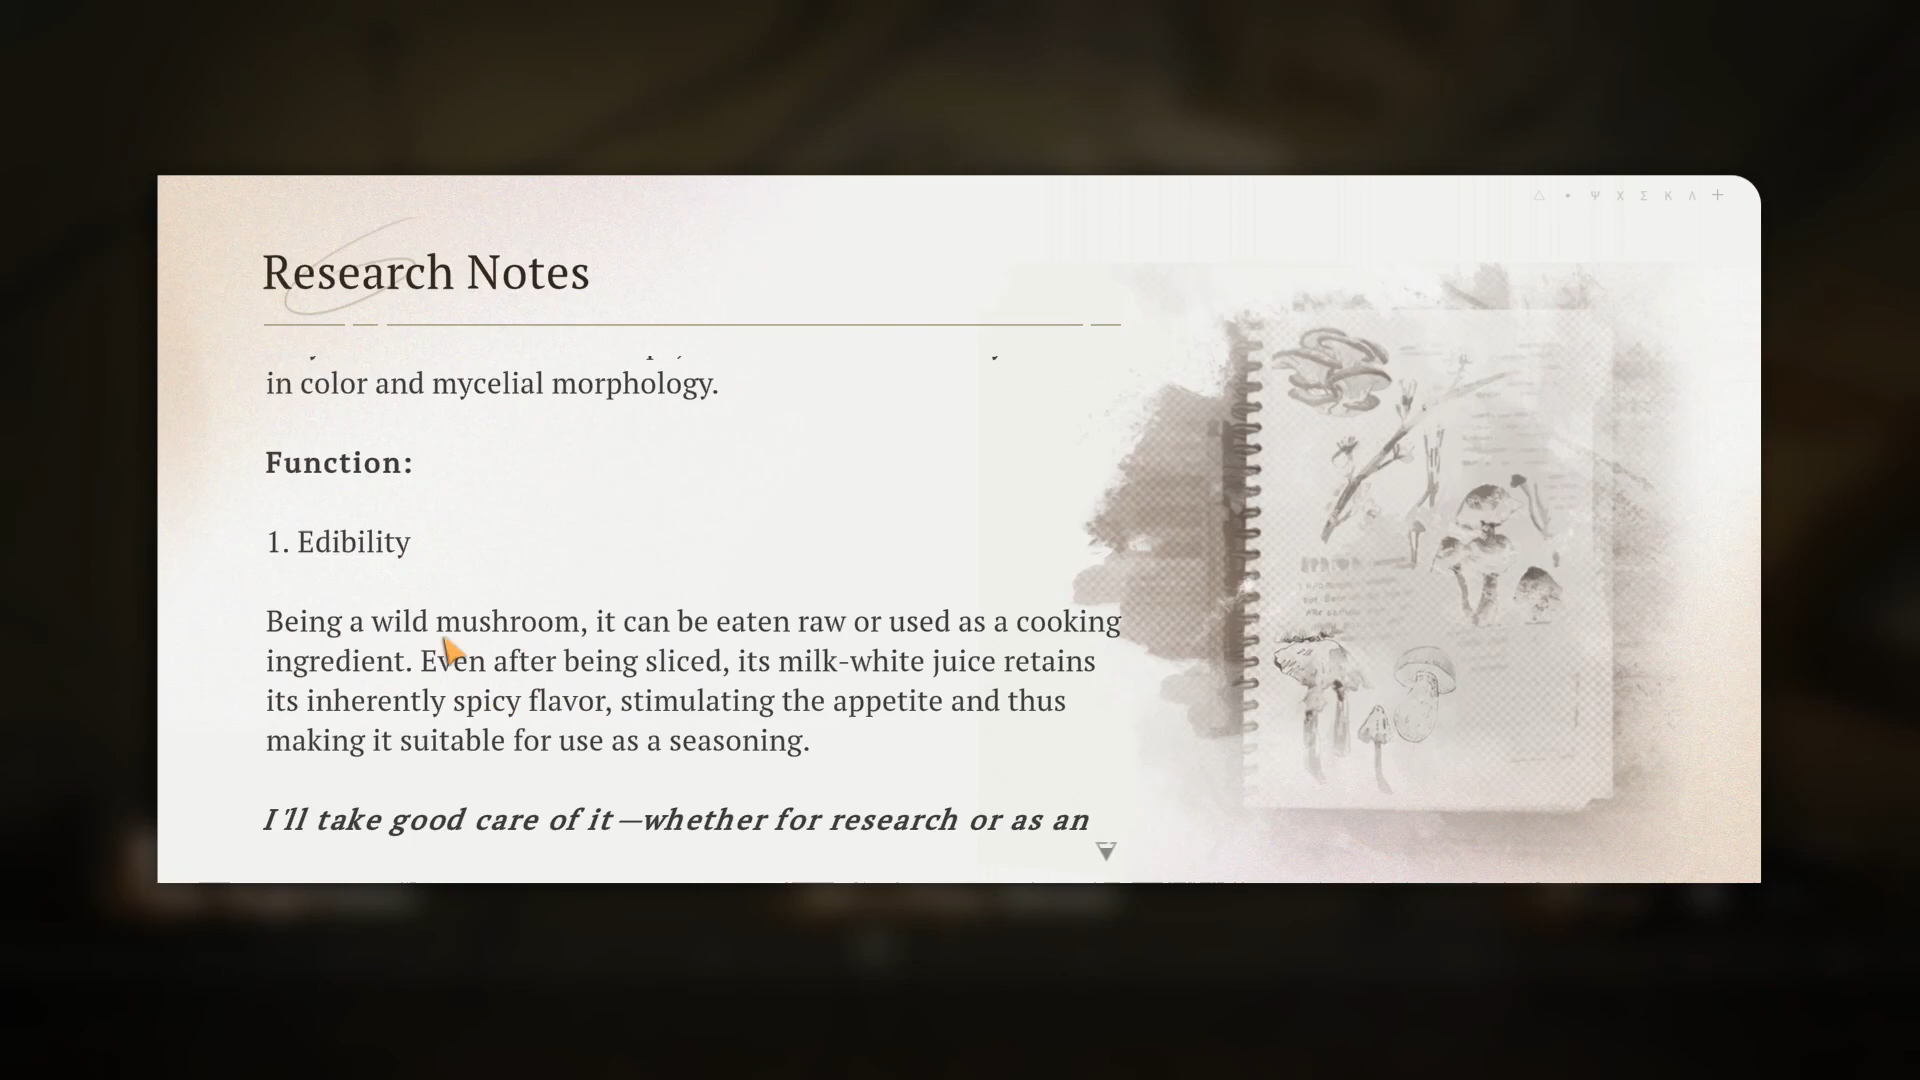 △ • Ψ X Σ K Λ +
Research Notes
in color and mycelial morphology.
Function:
1. Edibility
Being a wild mushroom, it can be eaten raw or used as a cooking
ingredient. Even after being sliced, its milk-white juice retains
its inherently spicy flavor, stimulating the appetite and thus
making it suitable for use as a seasoning.
I'll take good care of it—whether for research or as an